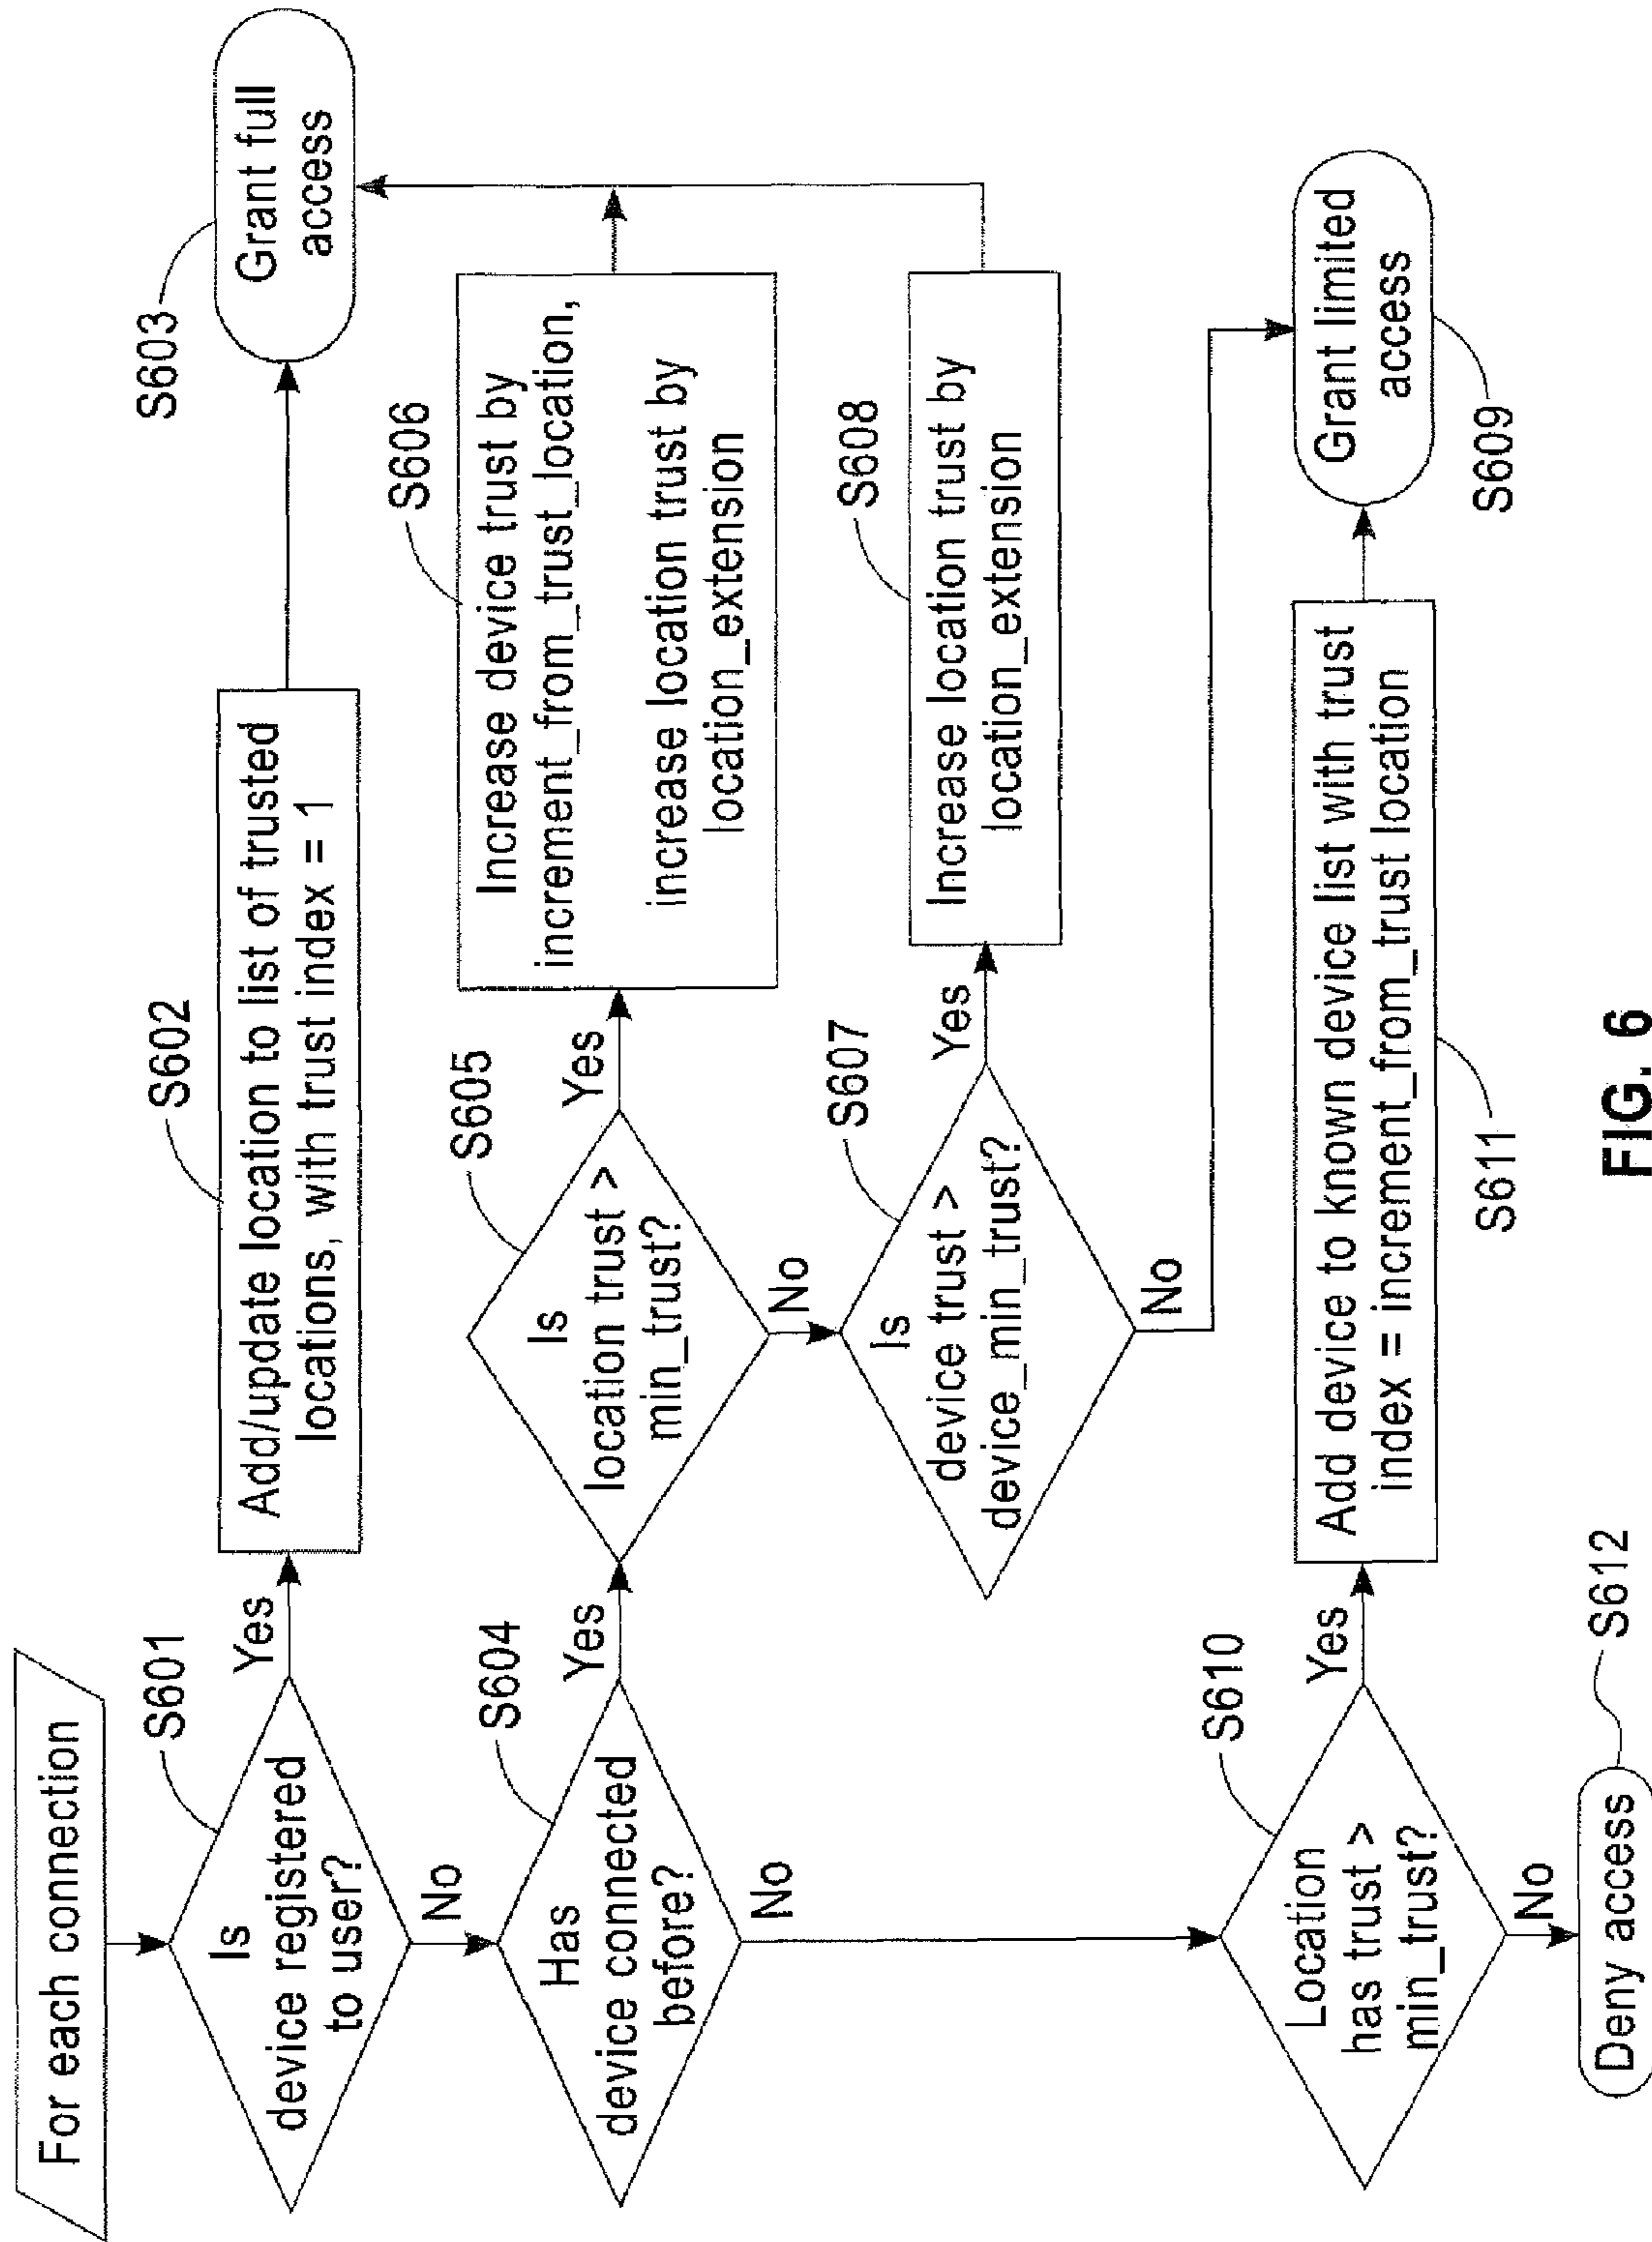 For each connection
S601
Is
device registered
to user?
Yes
No
S602
Add/update location to list of trusted
locations, with trust index = 1
S603
Grant full
access
S604
Has
device connected
before?
Yes
No
S605
Is
location trust >
min_trust?
Yes
No
S606
Increase device trust by
increment_from_trust_location,
increase location trust by
location_extension
S607
Is
device trust >
device_min_trust?
Yes
No
S608
Increase location trust by
location_extension
Grant limited
access
S609
S610
Location
has trust >
min_trust?
Yes
No
Add device to known device list with trust
index = increment_from_trust location
S611
Deny access
S612
FIG. 6